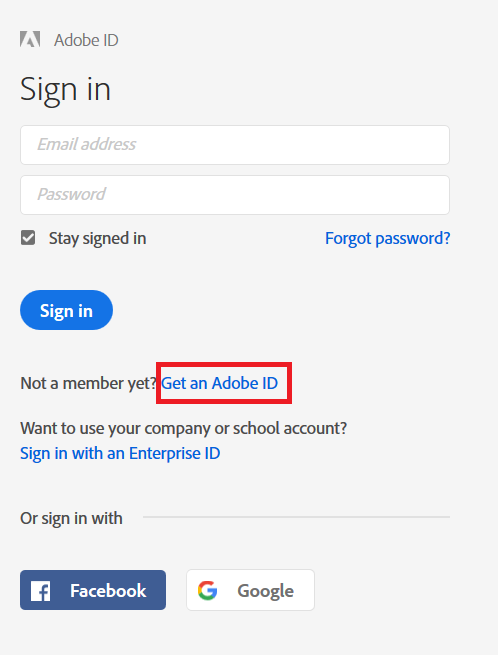 Adobe ID
Sign in
Email address
Password
Stay signed in Forgot password?
Sign in
Not a member yet? Get an Adobe ID
Want to use your company or school account?
Sign in with an Enterprise ID
Or sign in with
Facebook Google